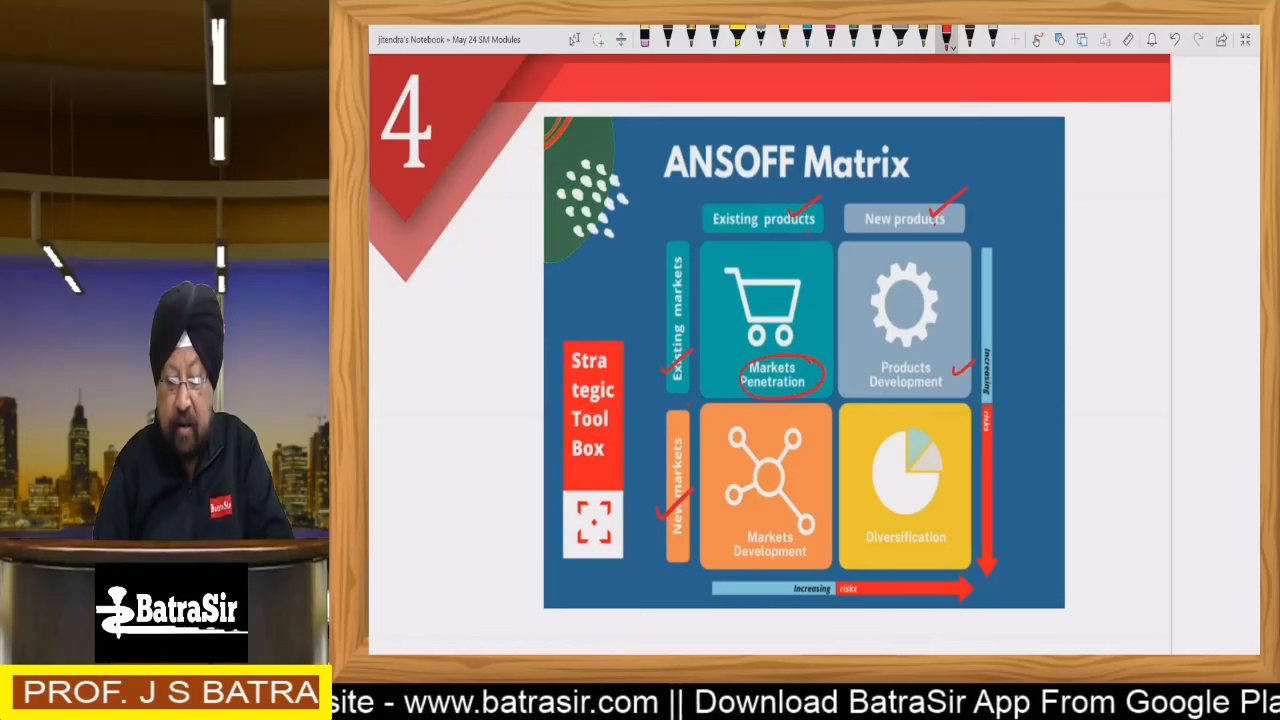 jitendra's Notebook » May 24 SM Modules
4
ANSOFF Matrix
Existing products
New products
Existing markets
Markets
Penetration
Products
Development
Increasing
risks
Stra
tegic
Tool
Box
New markets
Markets
Development
Diversification
Increasing risks
BatraSir
BatraSir
PROF. J S BATRA
site - www.batrasir.com || Download BatraSir App From Google Pla